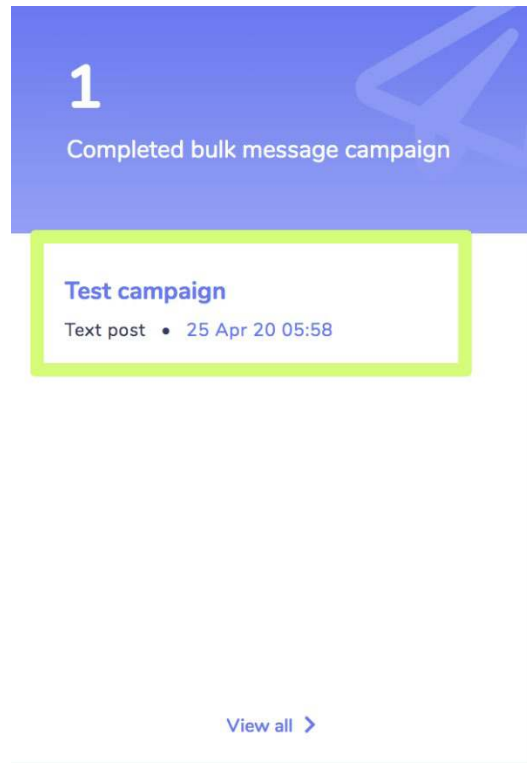 1
Completed bulk message campaign
Test campaign
Text post • 25 Apr 20 05:58
View all